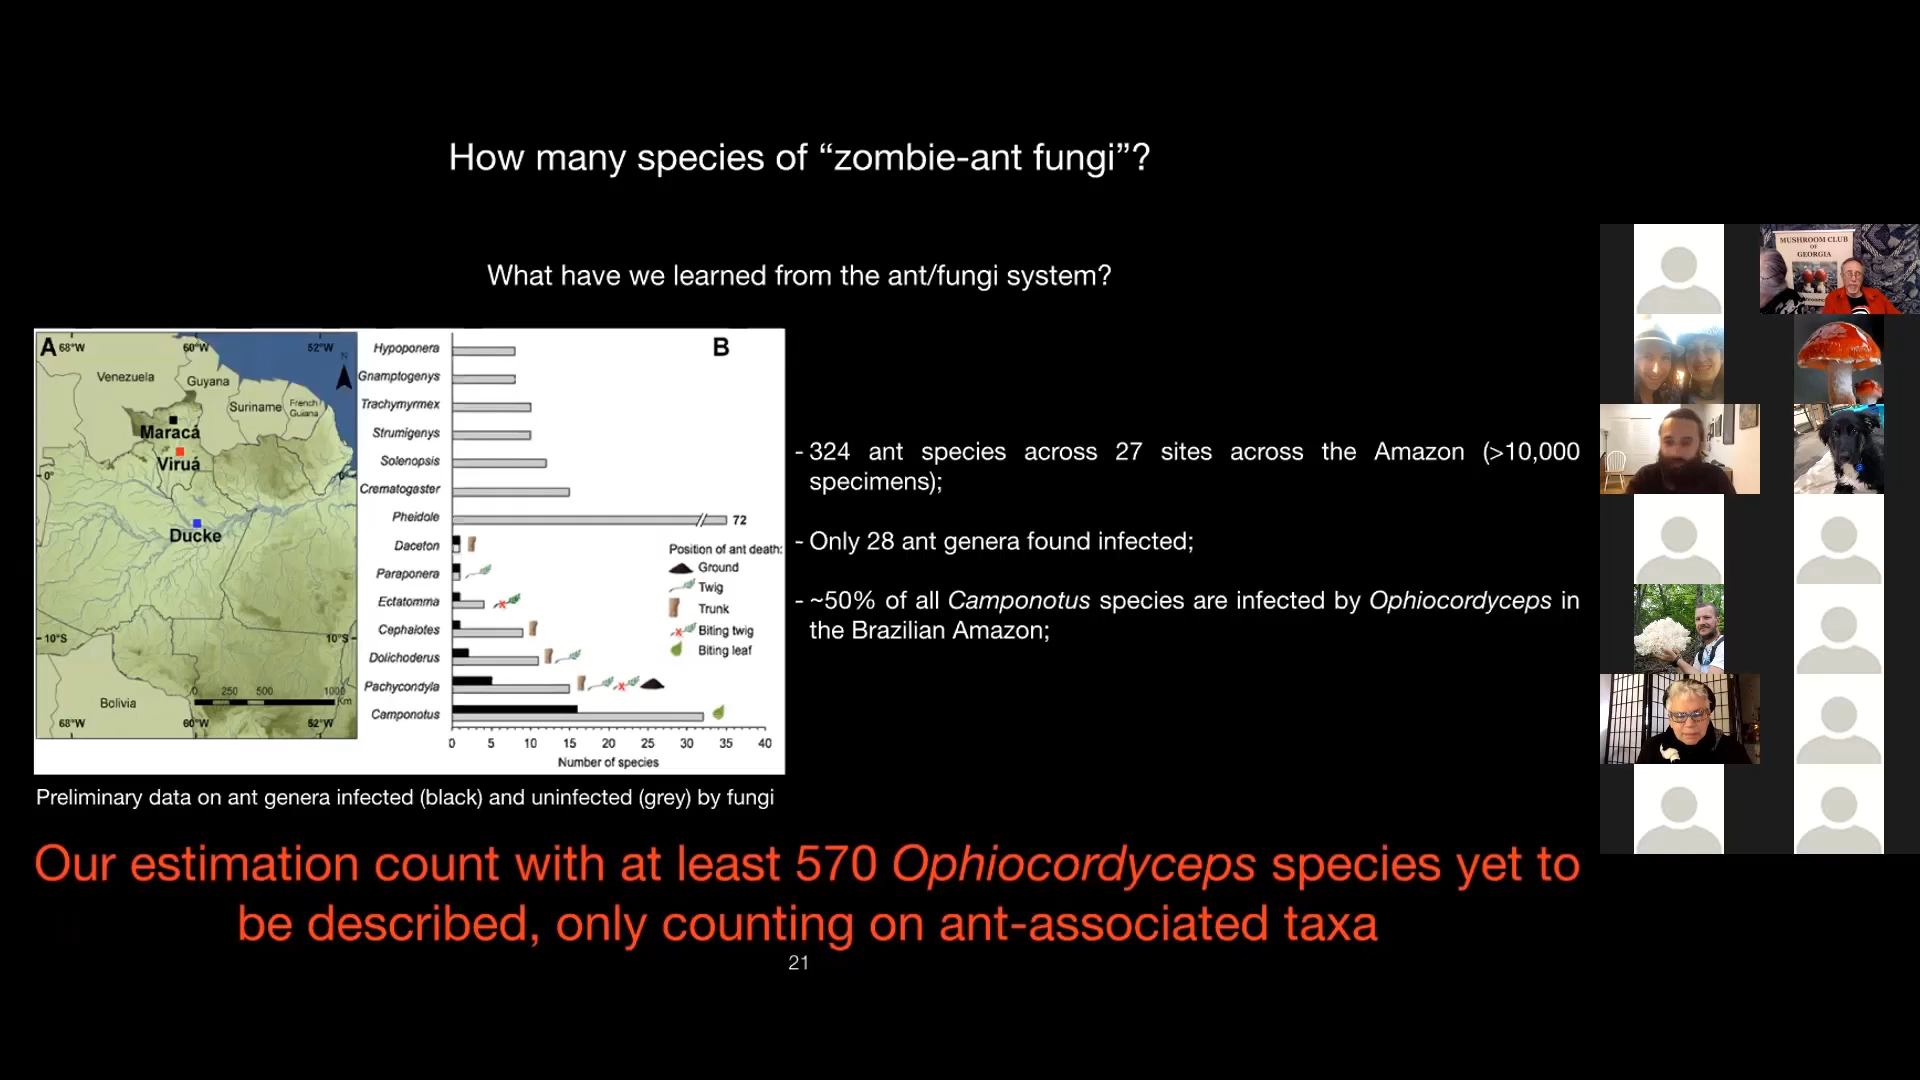 How many species of “zombie-ant fungi”?
What have we learned from the ant/fungi system?
A
68°W
60°W
52°W
N
Venezuela
Guyana
Suriname
French
Guiana
Maracá
Viruá
0°
0°
Ducke
10°S
10°S
Bolivia
0 250 500 1000
Km
68°W
60°W
52°W
B
Hypoponera
Gnamptogenys
Trachymyrmex
Strumigenys
Solenopsis
Crematogaster
Pheidole
72
Daceton
Paraponera
Ectatomma
Cephalotes
Dolichoderus
Pachycondyla
Camponotus
Position of ant death:
Ground
Twig
Trunk
Biting twig
Biting leaf
0 5 10 15 20 25 30 35 40
Number of species
Preliminary data on ant genera infected (black) and uninfected (grey) by fungi
- 324 ant species across 27 sites across the Amazon (>10,000
specimens);
- Only 28 ant genera found infected;
- ~50% of all Camponotus species are infected by Ophiocordyceps in
the Brazilian Amazon;
Our estimation count with at least 570 Ophiocordyceps species yet to
be described, only counting on ant-associated taxa
21
MUSHROOM CLUB
OF
GEORGIA